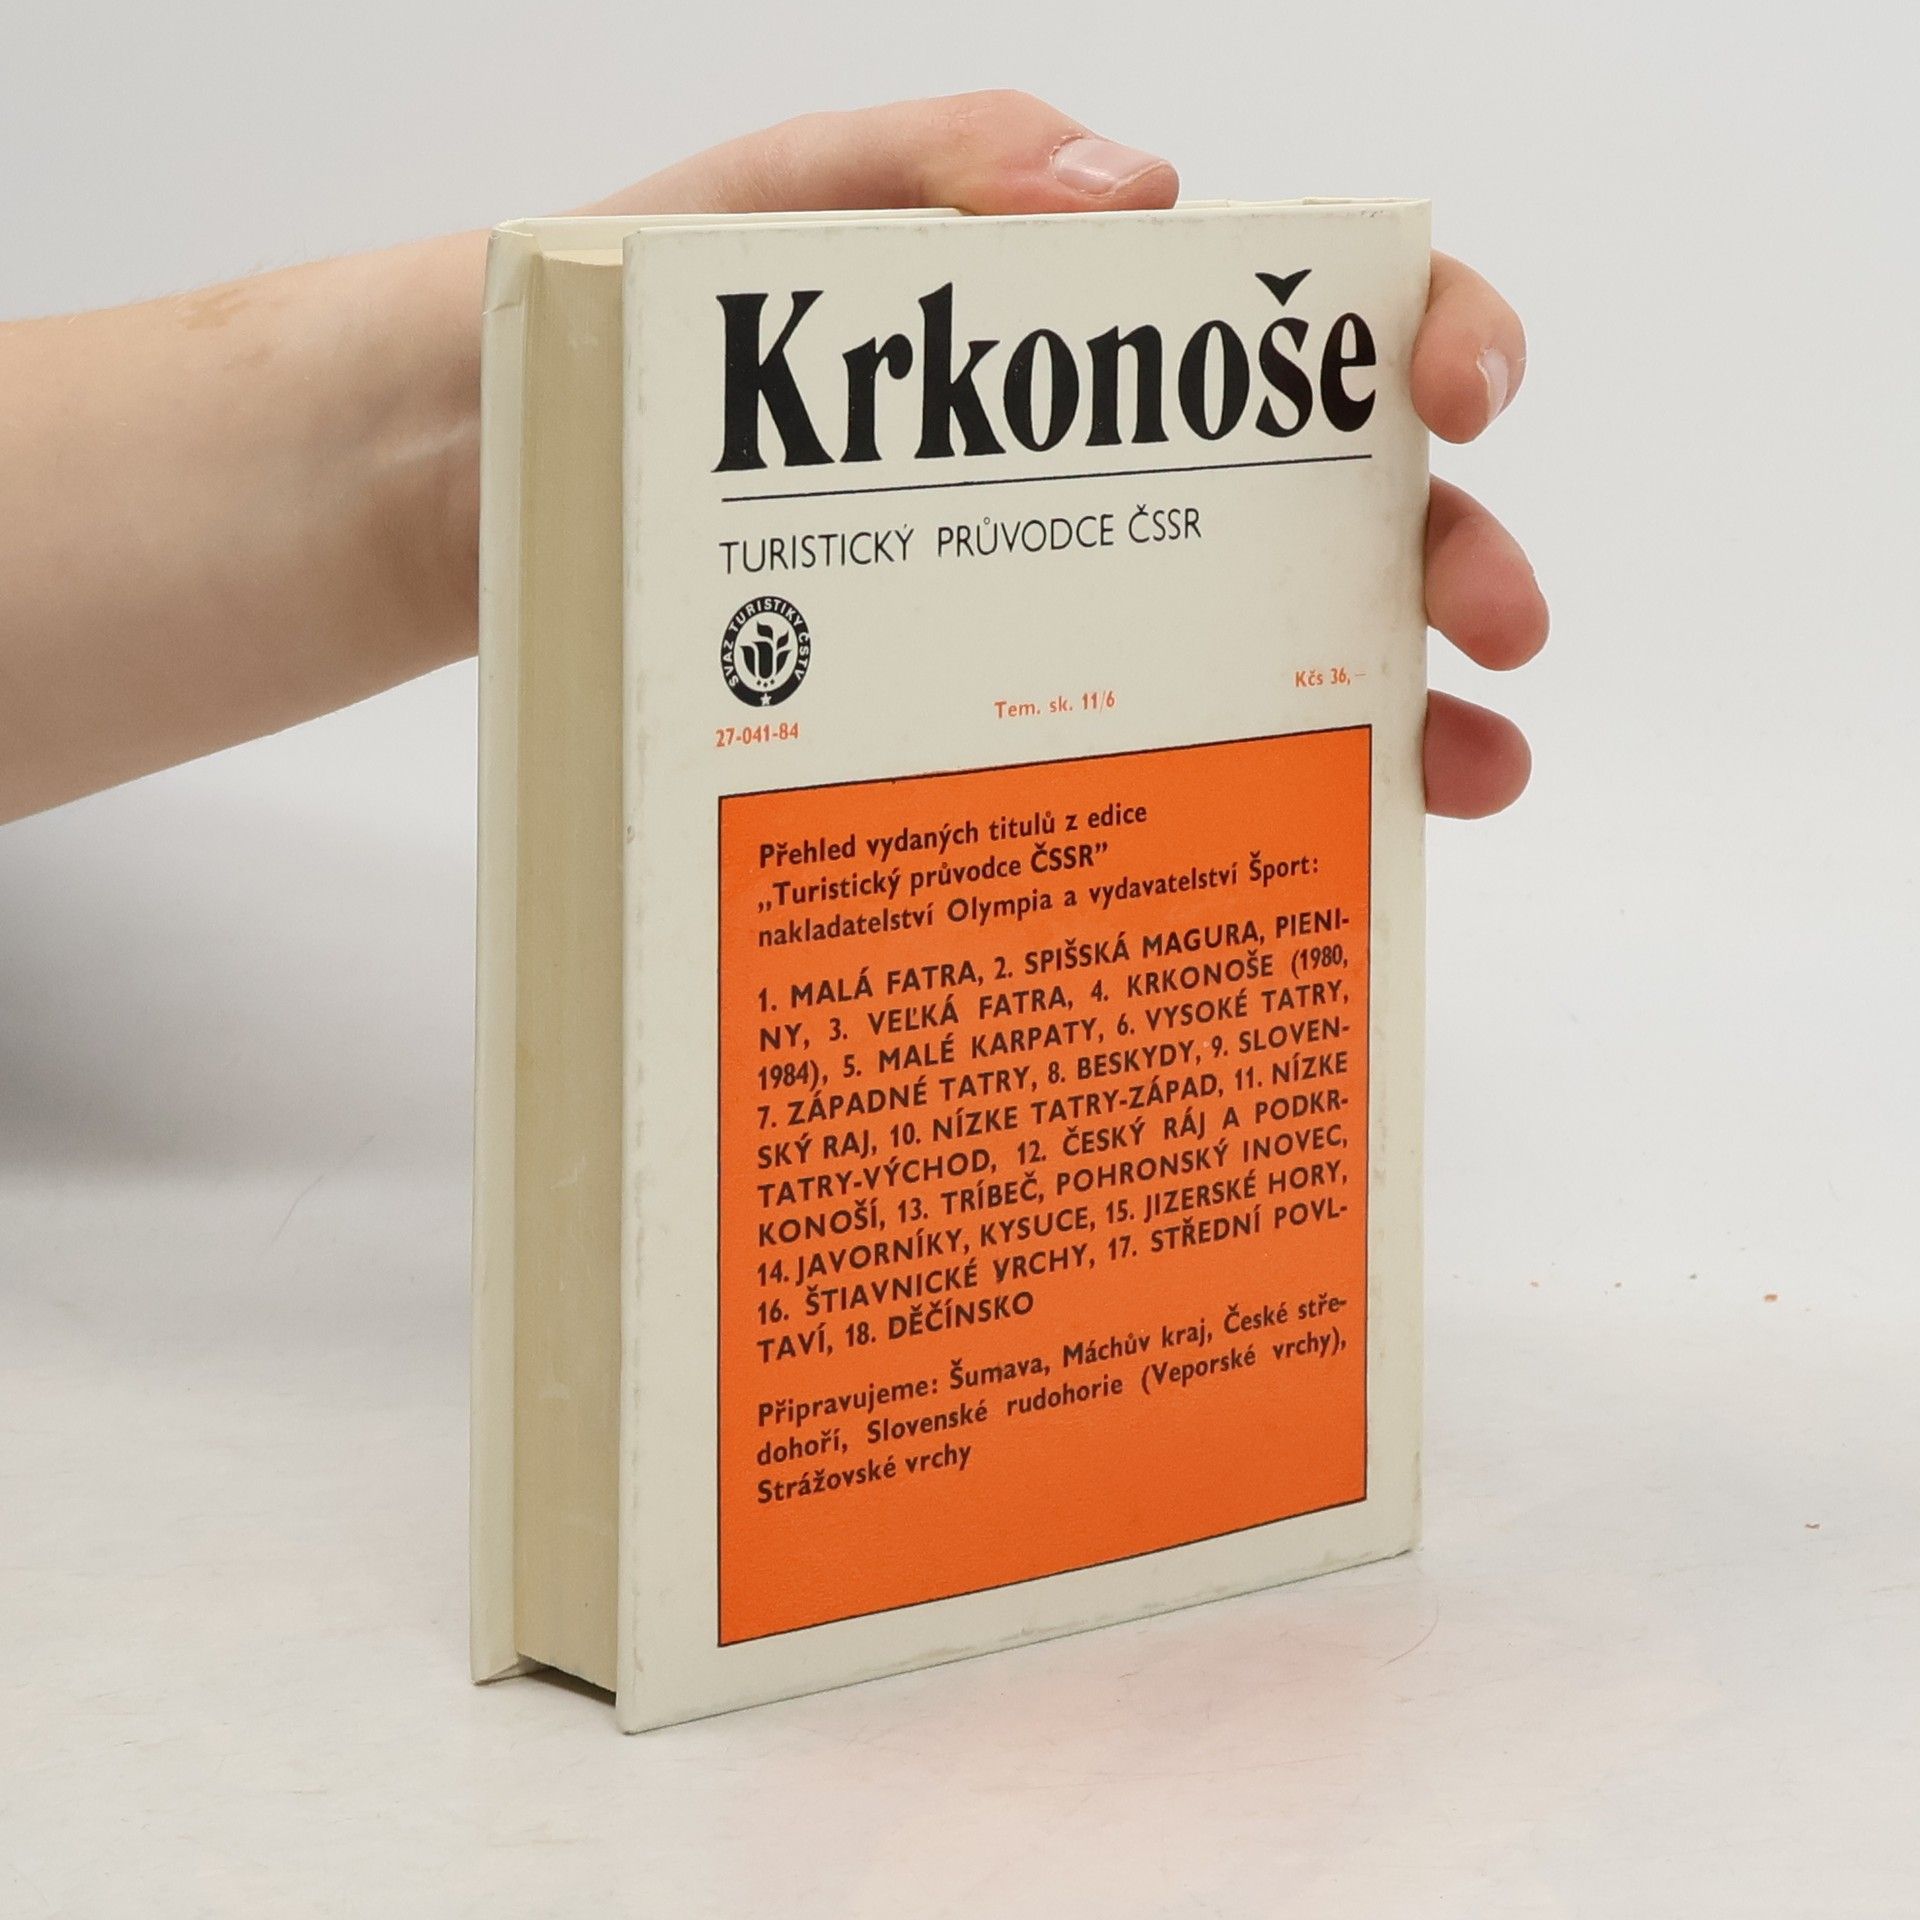 Krkonoše
TURISTICKÝ PRŮVODCE ČSSR
SVAZ TURISTIKY ČSTV
27-041-84
Tem. sk. 11/6
Kčs 36,–
Přehled vydaných titulů z edice
„Turistický průvodce ČSSR”
nakladatelství Olympia a vydavatelství Šport:
1. MALÁ FATRA, 2. SPIŠSKÁ MAGURA, PIENI-
NY, 3. VEĽKÁ FATRA, 4. KRKONOŠE (1980,
1984), 5. MALÉ KARPATY, 6. VYSOKÉ TATRY,
7. ZÁPADNÉ TATRY, 8. BESKYDY, 9. SLOVEN-
SKÝ RAJ, 10. NÍZKE TATRY-ZÁPAD, 11. NÍZKE
TATRY-VÝCHOD, 12. ČESKÝ RÁJ A PODKR-
KONOŠÍ, 13. TRÍBEČ, POHRONSKÝ INOVEC,
14. JAVORNÍKY, KYSUCE, 15. JIZERSKÉ HORY,
16. ŠTIAVNICKÉ VRCHY, 17. STŘEDNÍ POVL-
TAVÍ, 18. DĚČÍNSKO
Připravujeme: Šumava, Máchův kraj, České stře-
dohoří, Slovenské rudohorie (Veporské vrchy),
Strážovské vrchy